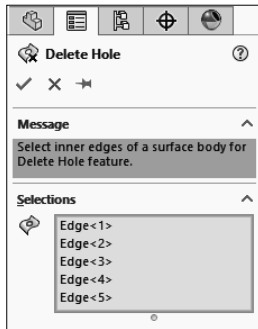 Delete Hole
Message
Select inner edges of a surface body for
Delete Hole feature.
Selections
Edge<1>
Edge<2>
Edge<3>
Edge<4>
Edge<5>